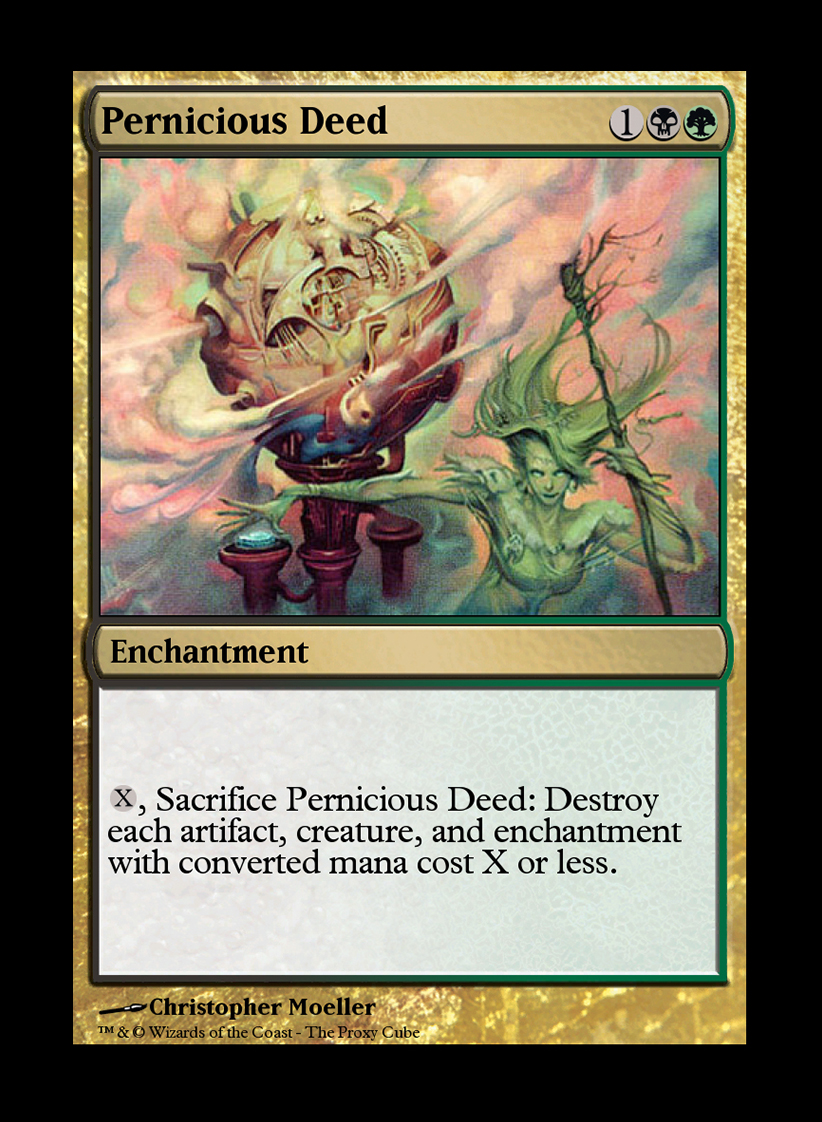 Pernicious Deed 1
X, Sacrifice Pernicious Deed: Destroy
each artifact, creature, and enchantment
with converted mana cost X or less.
Enchantment
Christopher Moeller
™ & © Wizards of the Coast - The Proxy Cube